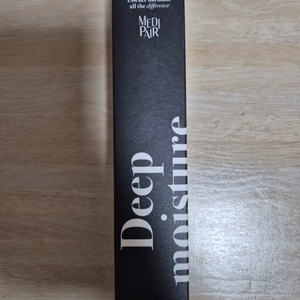 all the difference
MEDI
PAIR
Deep
moisture